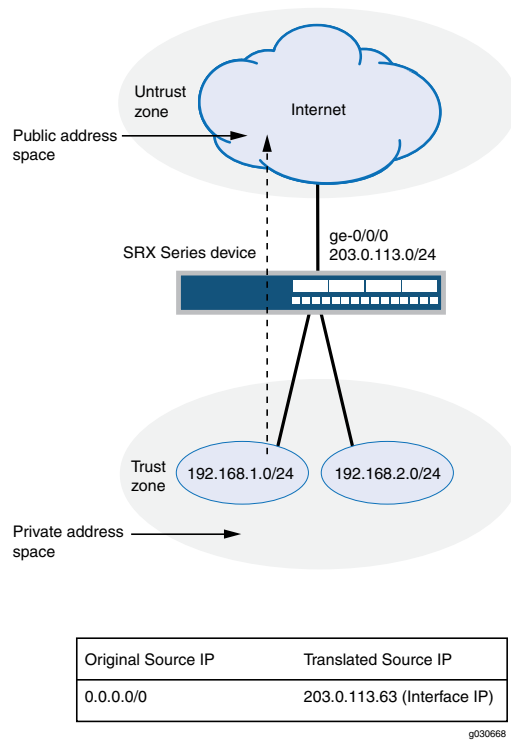 Untrust
zone
Internet
Public address
space
ge-0/0/0
203.0.113.0/24
SRX Series device
Trust
zone
192.168.1.0/24
192.168.2.0/24
Private address
space
Original Source IP Translated Source IP
0.0.0.0/0 203.0.113.63 (Interface IP)
g030668